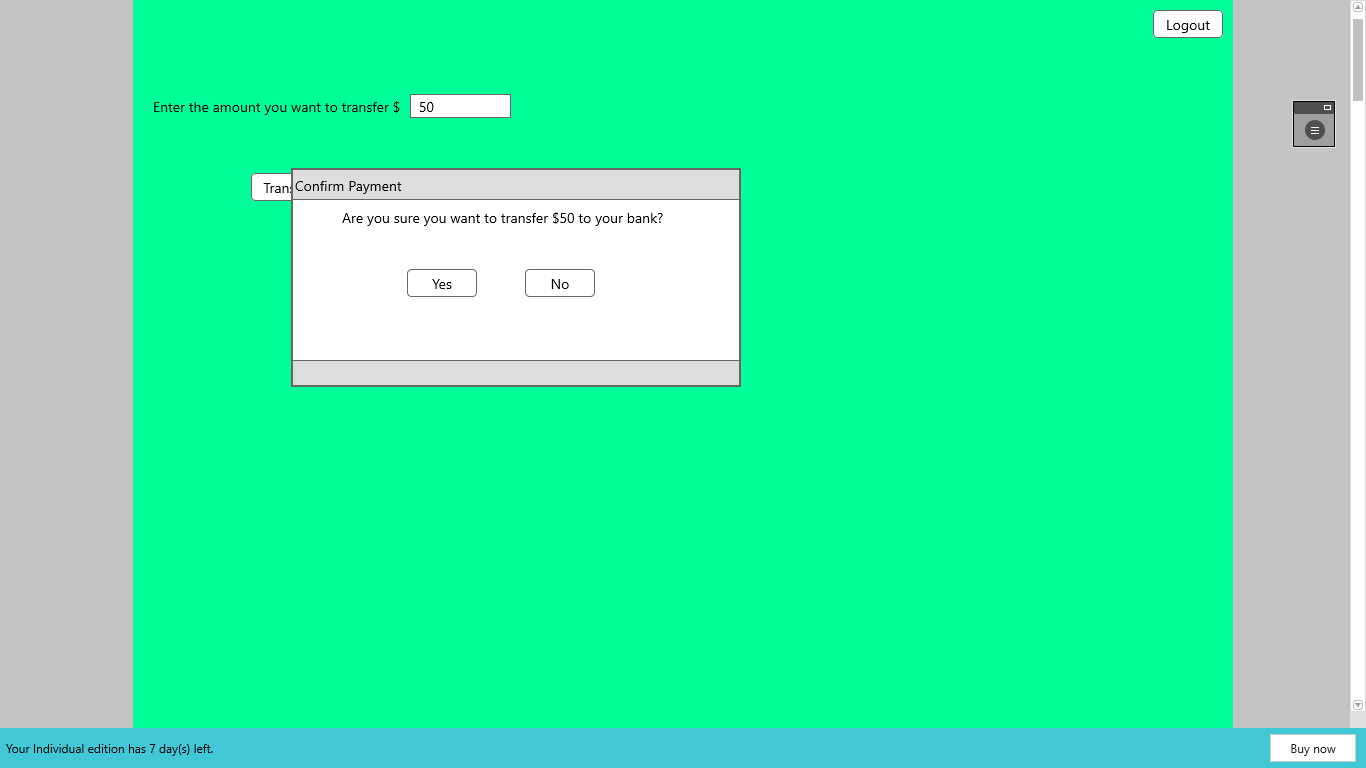 Logout
Enter the amount you want to transfer $ 50
Confirm Payment
Are you sure you want to transfer $50 to your bank?
Yes No
Your Individual edition has 7 day(s) left.
Buy now